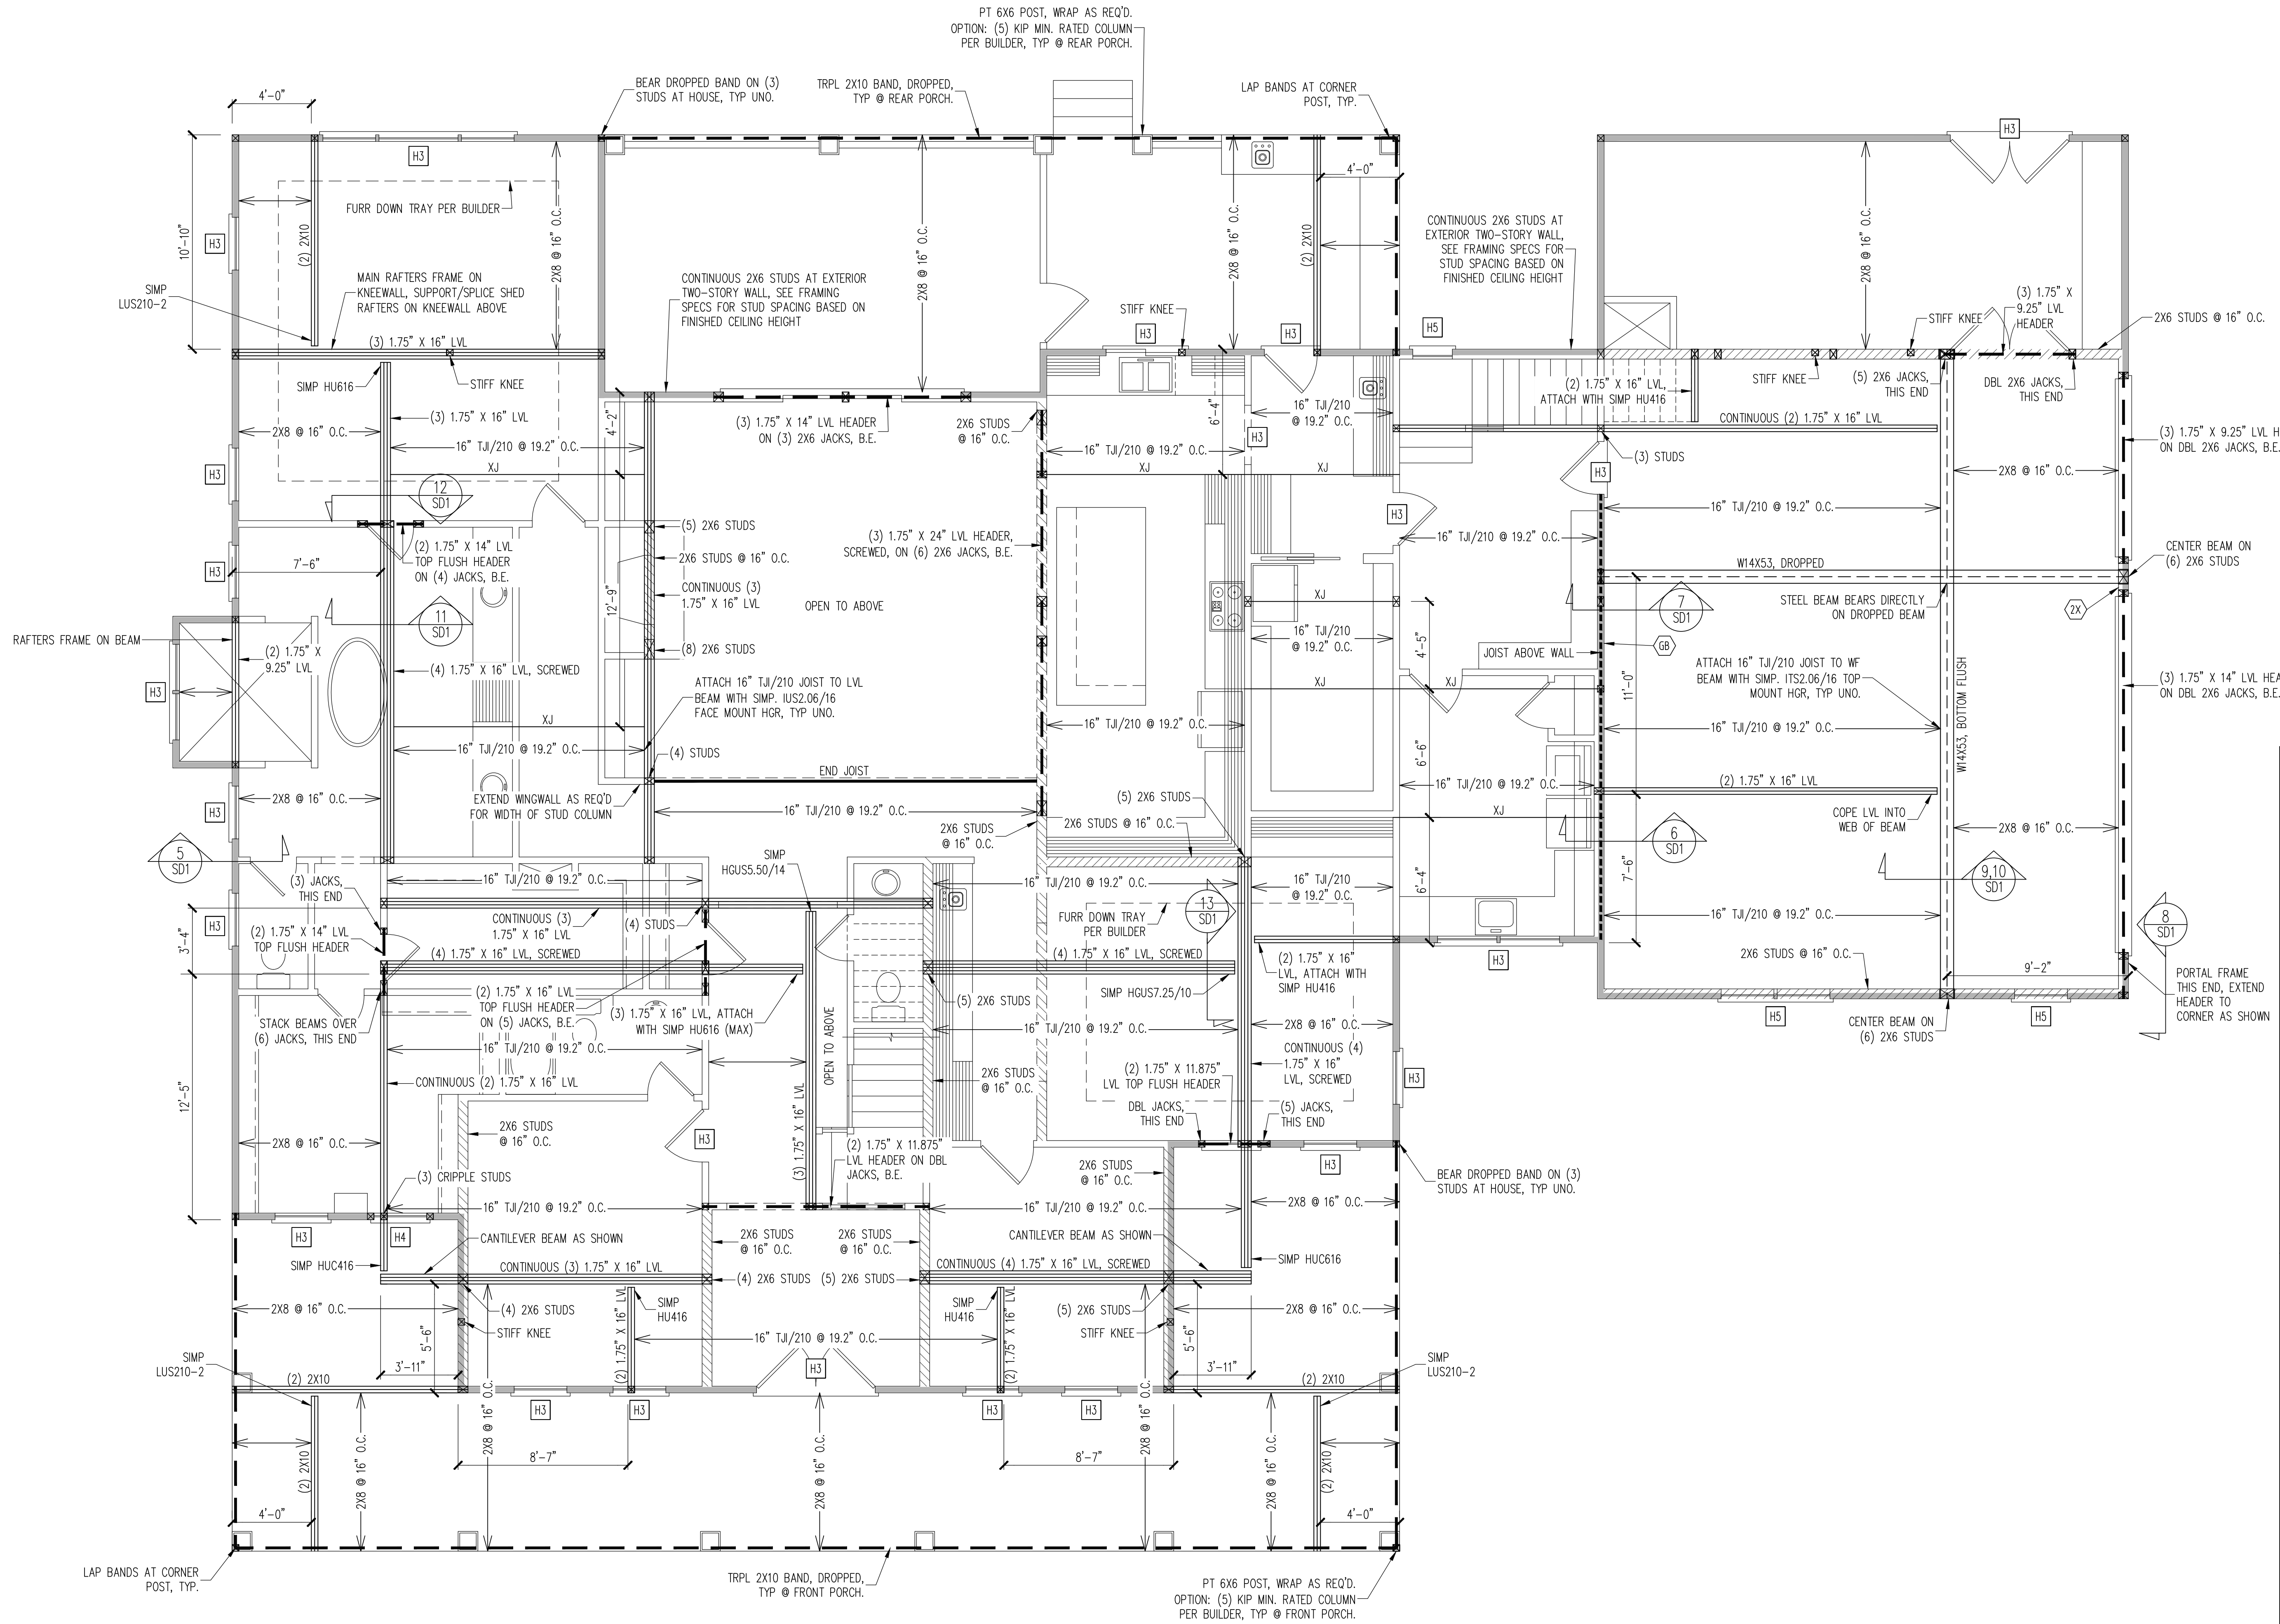 PT 6X6 POST, WRAP AS REQ'D.
OPTION: (5) KIP MIN. RATED COLUMN
PER BUILDER, TYP @ REAR PORCH.
4'-0"
BEAR DROPPED BAND ON (3)
STUDS AT HOUSE, TYP UNO.
TRPL 2X10 BAND, DROPPED,
TYP @ REAR PORCH.
LAP BANDS AT CORNER
POST, TYP.
H3
H3
4'-0"
FURR DOWN TRAY PER BUILDER
10'-10"
H3
(2) 2X10
2X8 @ 16" O.C.
2X8 @ 16" O.C.
2X8 @ 16" O.C.
(2) 2X10
2X8 @ 16" O.C.
CONTINUOUS 2X6 STUDS AT
EXTERIOR TWO-STORY WALL,
SEE FRAMING SPECS FOR
STUD SPACING BASED ON
FINISHED CEILING HEIGHT
MAIN RAFTERS FRAME ON
KNEEWALL, SUPPORT/SPLICE SHED
RAFTERS ON KNEEWALL ABOVE
SIMP
LUS210-2
CONTINUOUS 2X6 STUDS AT EXTERIOR
TWO-STORY WALL, SEE FRAMING
SPECS FOR STUD SPACING BASED ON
FINISHED CEILING HEIGHT
(3) 1.75" X
9.25" LVL
HEADER
STIFF KNEE
2X6 STUDS @ 16" O.C.
STIFF KNEE
H3
H3
H5
(3) 1.75" X 16" LVL
SIMP HU616
STIFF KNEE
STIFF KNEE
(5) 2X6 JACKS,
THIS END
DBL 2X6 JACKS,
THIS END
(2) 1.75" X 16" LVL,
ATTACH WTIH SIMP HU416
(3) 1.75" X 16" LVL
4'-2"
(3) 1.75" X 14" LVL HEADER
ON (3) 2X6 JACKS, B.E.
2X6 STUDS
@ 16" O.C.
6'-4"
16" TJI/210
@ 19.2" O.C.
CONTINUOUS (2) 1.75" X 16" LVL
2X8 @ 16" O.C.
16" TJI/210 @ 19.2" O.C.
16" TJI/210 @ 19.2" O.C.
H3
(3) STUDS
(3) 1.75" X 9.25" LVL H
ON DBL 2X6 JACKS, B.E.
H3
XJ
XJ
XJ
H3
2X8 @ 16" O.C.
12
SD1
16" TJI/210 @ 19.2" O.C.
H3
(5) 2X6 STUDS
(3) 1.75" X 24" LVL HEADER,
SCREWED, ON (6) 2X6 JACKS, B.E.
16" TJI/210 @ 19.2" O.C.
(2) 1.75" X 14" LVL
TOP FLUSH HEADER
ON (4) JACKS, B.E.
2X6 STUDS @ 16" O.C.
CENTER BEAM ON
(6) 2X6 STUDS
H3
7'-6"
W14X53, DROPPED
12'-9"
CONTINUOUS (3)
1.75" X 16" LVL
OPEN TO ABOVE
XJ
STEEL BEAM BEARS DIRECTLY
ON DROPPED BEAM
7
SD1
2X
11
SD1
RAFTERS FRAME ON BEAM
(2) 1.75" X
9.25" LVL
(8) 2X6 STUDS
16" TJI/210
@ 19.2" O.C.
4'-5"
JOIST ABOVE WALL
GB
(4) 1.75" X 16" LVL, SCREWED
H3
ATTACH 16" TJI/210 JOIST TO LVL
BEAM WITH SIMP. IUS2.06/16
FACE MOUNT HGR, TYP UNO.
XJ
XJ
11'-0"
ATTACH 16" TJI/210 JOIST TO WF
BEAM WITH SIMP. ITS2.06/16 TOP
MOUNT HGR, TYP UNO.
W14X53, BOTTOM FLUSH
(3) 1.75" X 14" LVL HEA
ON DBL 2X6 JACKS, B.E.
XJ
16" TJI/210 @ 19.2" O.C.
16" TJI/210 @ 19.2" O.C.
16" TJI/210 @ 19.2" O.C.
(4) STUDS
6'-6"
END JOIST
(2) 1.75" X 16" LVL
16" TJI/210 @ 19.2" O.C.
2X8 @ 16" O.C.
EXTEND WINGWALL AS REQ'D
FOR WIDTH OF STUD COLUMN
16" TJI/210 @ 19.2" O.C.
(5) 2X6 STUDS
XJ
COPE LVL INTO
WEB OF BEAM
2X8 @ 16" O.C.
H3
2X6 STUDS
@ 16" O.C.
2X6 STUDS @ 16" O.C.
6
SD1
5
SD1
SIMP
HGUS5.50/14
(3) JACKS,
THIS END
16" TJI/210 @ 19.2" O.C.
16" TJI/210 @ 19.2" O.C.
16" TJI/210
@ 19.2" O.C.
6'-4"
7'-6"
9,10
SD1
13
SD1
H3
FURR DOWN TRAY
PER BUILDER
CONTINUOUS (3)
1.75" X 16" LVL
(4) STUDS
16" TJI/210 @ 19.2" O.C.
8
SD1
3'-4"
(2) 1.75" X 14" LVL
TOP FLUSH HEADER
(4) 1.75" X 16" LVL, SCREWED
(4) 1.75" X 16" LVL, SCREWED
(2) 1.75" X 16"
LVL, ATTACH WITH
SIMP HU416
H3
2X6 STUDS @ 16" O.C.
9'-2"
PORTAL FRAME
THIS END, EXTEND
HEADER TO
CORNER AS SHOWN
(2) 1.75" X 16" LVL
TOP FLUSH HEADER
ON (5) JACKS, B.E.
(3) 1.75" X 16" LVL, ATTACH
WITH SIMP HU616 (MAX)
(5) 2X6 STUDS
SIMP HGUS7.25/10
H5
H5
CENTER BEAM ON
(6) 2X6 STUDS
STACK BEAMS OVER
(6) JACKS, THIS END
OPEN TO ABOVE
16" TJI/210 @ 19.2" O.C.
2X8 @ 16" O.C.
16" TJI/210 @ 19.2" O.C.
CONTINUOUS (4)
1.75" X 16"
LVL, SCREWED
CONTINUOUS (2) 1.75" X 16" LVL
2X6 STUDS
@ 16" O.C.
(2) 1.75" X 11.875"
LVL TOP FLUSH HEADER
H3
12'-5"
(3) 1.75" X 16" LVL
DBL JACKS,
THIS END
(5) JACKS,
THIS END
2X8 @ 16" O.C.
2X6 STUDS
@ 16" O.C.
H3
(2) 1.75" X 11.875"
LVL HEADER ON DBL
JACKS, B.E.
2X6 STUDS
@ 16" O.C.
H3
BEAR DROPPED BAND ON (3)
STUDS AT HOUSE, TYP UNO.
(3) CRIPPLE STUDS
16" TJI/210 @ 19.2" O.C.
16" TJI/210 @ 19.2" O.C.
2X8 @ 16" O.C.
H3
H4
CANTILEVER BEAM AS SHOWN
2X6 STUDS
@ 16" O.C.
2X6 STUDS
@ 16" O.C.
CANTILEVER BEAM AS SHOWN
SIMP HUC416
CONTINUOUS (3) 1.75" X 16" LVL
CONTINUOUS (4) 1.75" X 16" LVL, SCREWED
SIMP HUC616
(4) 2X6 STUDS
(5) 2X6 STUDS
2X8 @ 16" O.C.
(4) 2X6 STUDS
SIMP
HU416
SIMP
HU416
(5) 2X6 STUDS
2X8 @ 16" O.C.
STIFF KNEE
STIFF KNEE
5'-6"
(2) 1.75" X 16" LVL
16" TJI/210 @ 19.2" O.C.
(2) 1.75" X 16" LVL
5'-6"
SIMP
LUS210-2
3'-11"
H3
3'-11"
SIMP
LUS210-2
(2) 2X10
(2) 2X10
H3
H3
H3
H3
(2) 2X10
2X8 @ 16" O.C.
2X8 @ 16" O.C.
2X8 @ 16" O.C.
2X8 @ 16" O.C.
2X8 @ 16" O.C.
(2) 2X10
8'-7"
8'-7"
4'-0"
4'-0"
LAP BANDS AT CORNER
POST, TYP.
TRPL 2X10 BAND, DROPPED,
TYP @ FRONT PORCH.
PT 6X6 POST, WRAP AS REQ'D.
OPTION: (5) KIP MIN. RATED COLUMN
PER BUILDER, TYP @ FRONT PORCH.